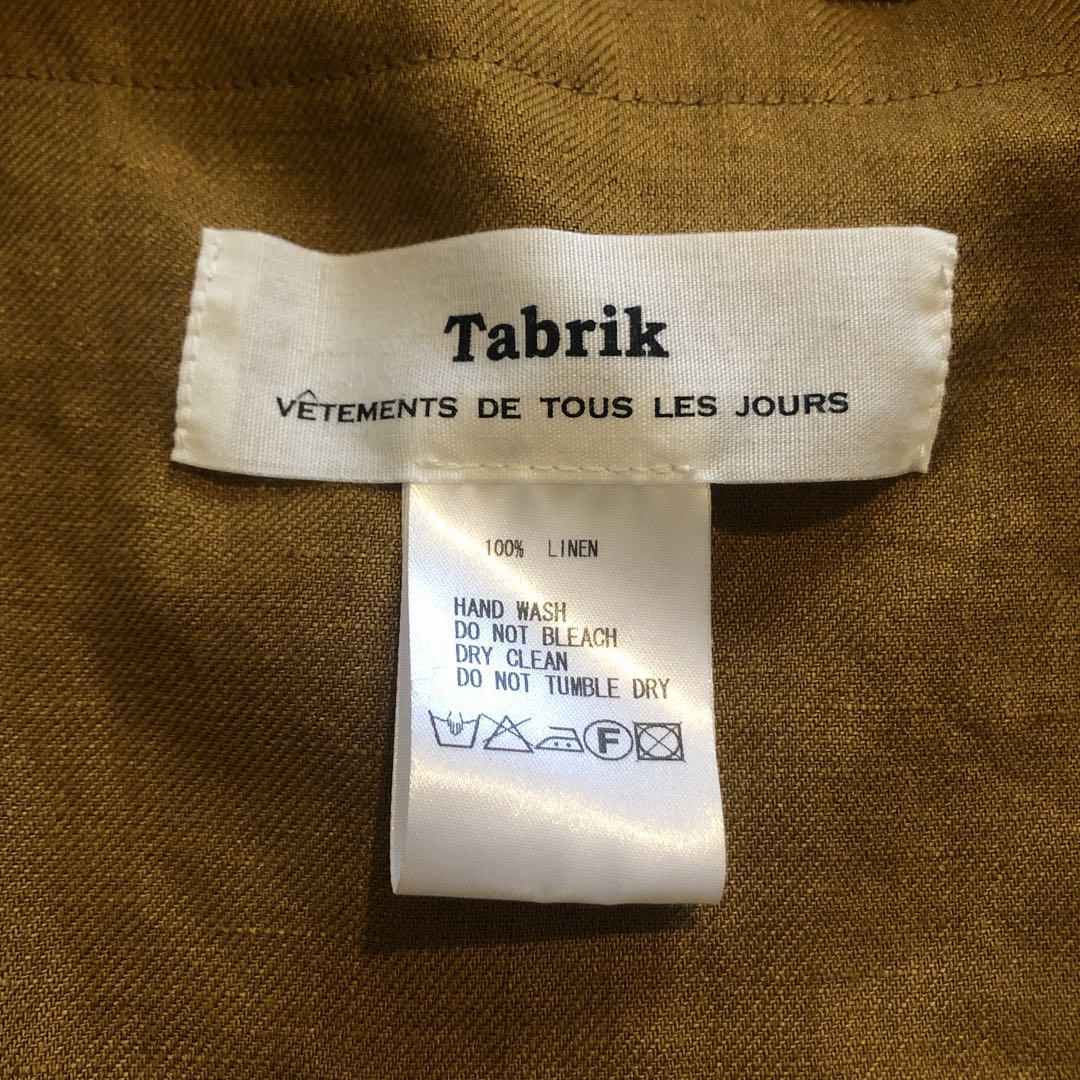 Tabrik
VÊTEMENTS DE TOUS LES JOURS
100% LINEN
HAND WASH
DO NOT BLEACH
DRY CLEAN
DO NOT TUMBLE DRY
F